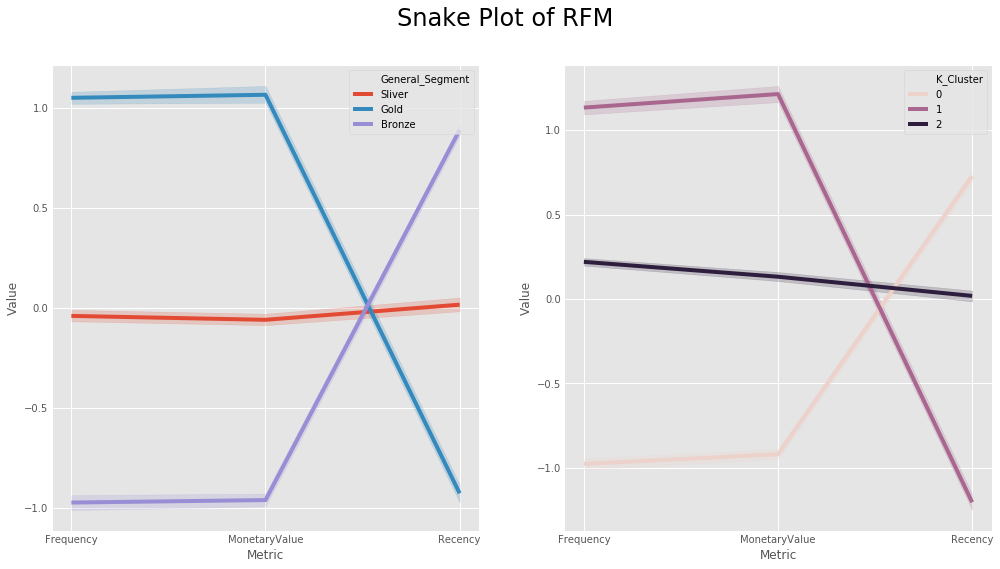 Snake Plot of RFM
General_Segment
Sliver
Gold
Bronze
1.0
0.5
0.0
−0.5
−1.0
Value
Frequency
MonetaryValue
Recency
Metric
K_Cluster
0
1
2
1.0
0.5
0.0
−0.5
−1.0
Value
Frequency
MonetaryValue
Recency
Metric